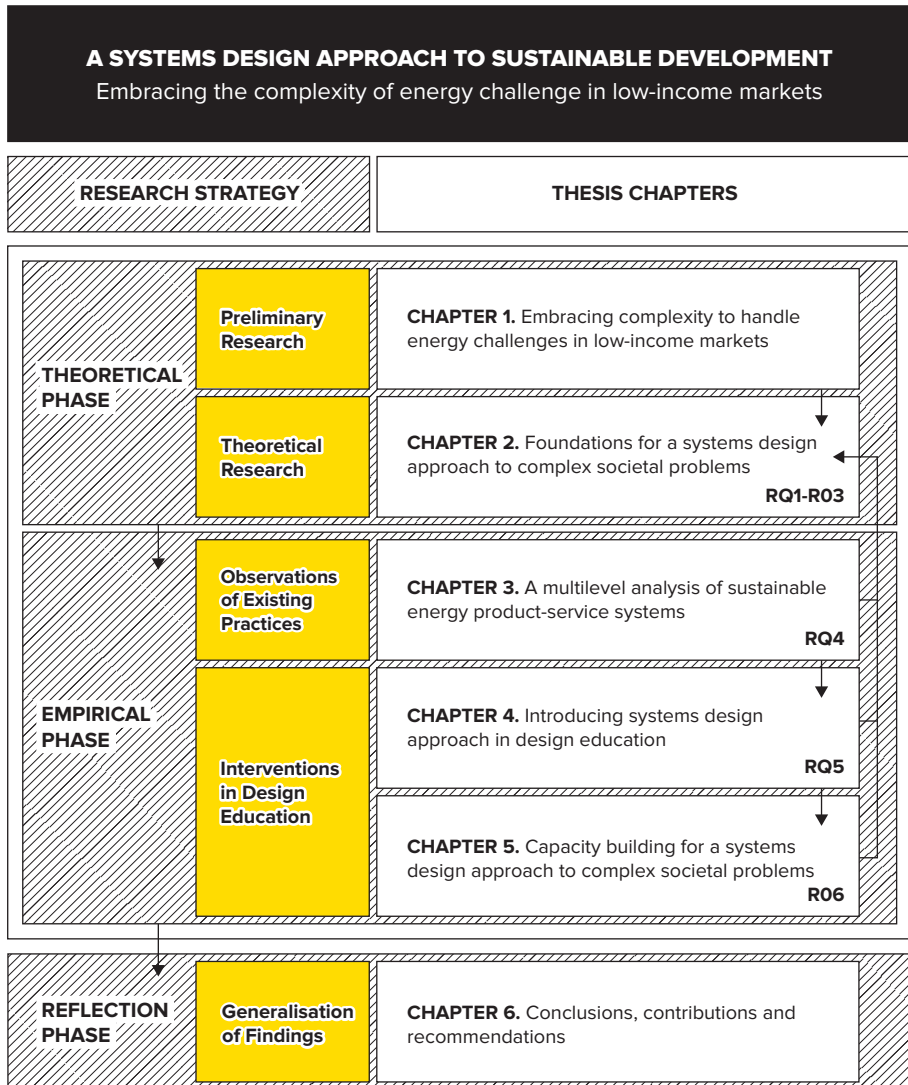 A SYSTEMS DESIGN APPROACH TO SUSTAINABLE DEVELOPMENT
Embracing the complexity of energy challenge in low-income markets
RESEARCH STRATEGY
THESIS CHAPTERS
THEORETICAL
PHASE
Preliminary
Research
CHAPTER 1. Embracing complexity to handle
energy challenges in low-income markets
Theoretical
Research
CHAPTER 2. Foundations for a systems design
approach to complex societal problems
RQ1-R03
EMPIRICAL
PHASE
Observations
of Existing
Practices
CHAPTER 3. A multilevel analysis of sustainable
energy product-service systems
RQ4
Interventions
in Design
Education
CHAPTER 4. Introducing systems design
approach in design education
RQ5
CHAPTER 5. Capacity building for a systems
design approach to complex societal problems
R06
REFLECTION
PHASE
Generalisation
of Findings
CHAPTER 6. Conclusions, contributions and
recommendations